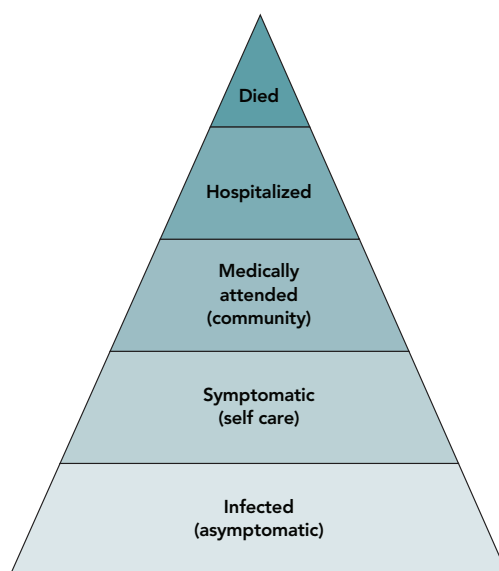 Died
Hospitalized
Medically
attended
(community)
Symptomatic
(self care)
Infected
(asymptomatic)